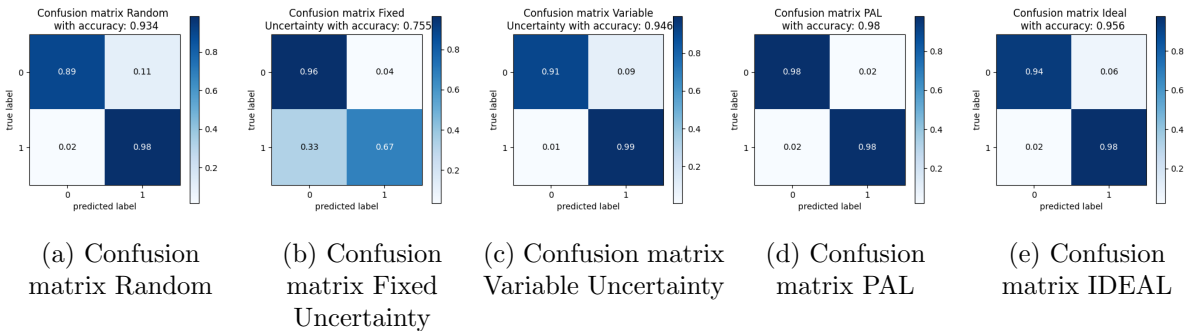 Confusion matrix Random
with accuracy: 0.934
0.89
0.11
0.02
0.98
0
1
0
1
true label
predicted label
0.8
0.6
0.4
0.2
(a) Confusion
matrix Random
Confusion matrix Fixed
Uncertainty with accuracy: 0.755
0.96
0.04
0.33
0.67
0
1
0
1
true label
predicted label
0.8
0.6
0.4
0.2
(b) Confusion
matrix Fixed
Uncertainty
Confusion matrix Variable
Uncertainty with accuracy: 0.946
0.91
0.09
0.01
0.99
0
1
0
1
true label
predicted label
0.8
0.6
0.4
0.2
(c) Confusion matrix
Variable Uncertainty
Confusion matrix PAL
with accuracy: 0.98
0.98
0.02
0.02
0.98
0
1
0
1
true label
predicted label
0.8
0.6
0.4
0.2
(d) Confusion
matrix PAL
Confusion matrix Ideal
with accuracy: 0.956
0.94
0.06
0.02
0.98
0
1
0
1
true label
predicted label
0.8
0.6
0.4
0.2
(e) Confusion
matrix IDEAL